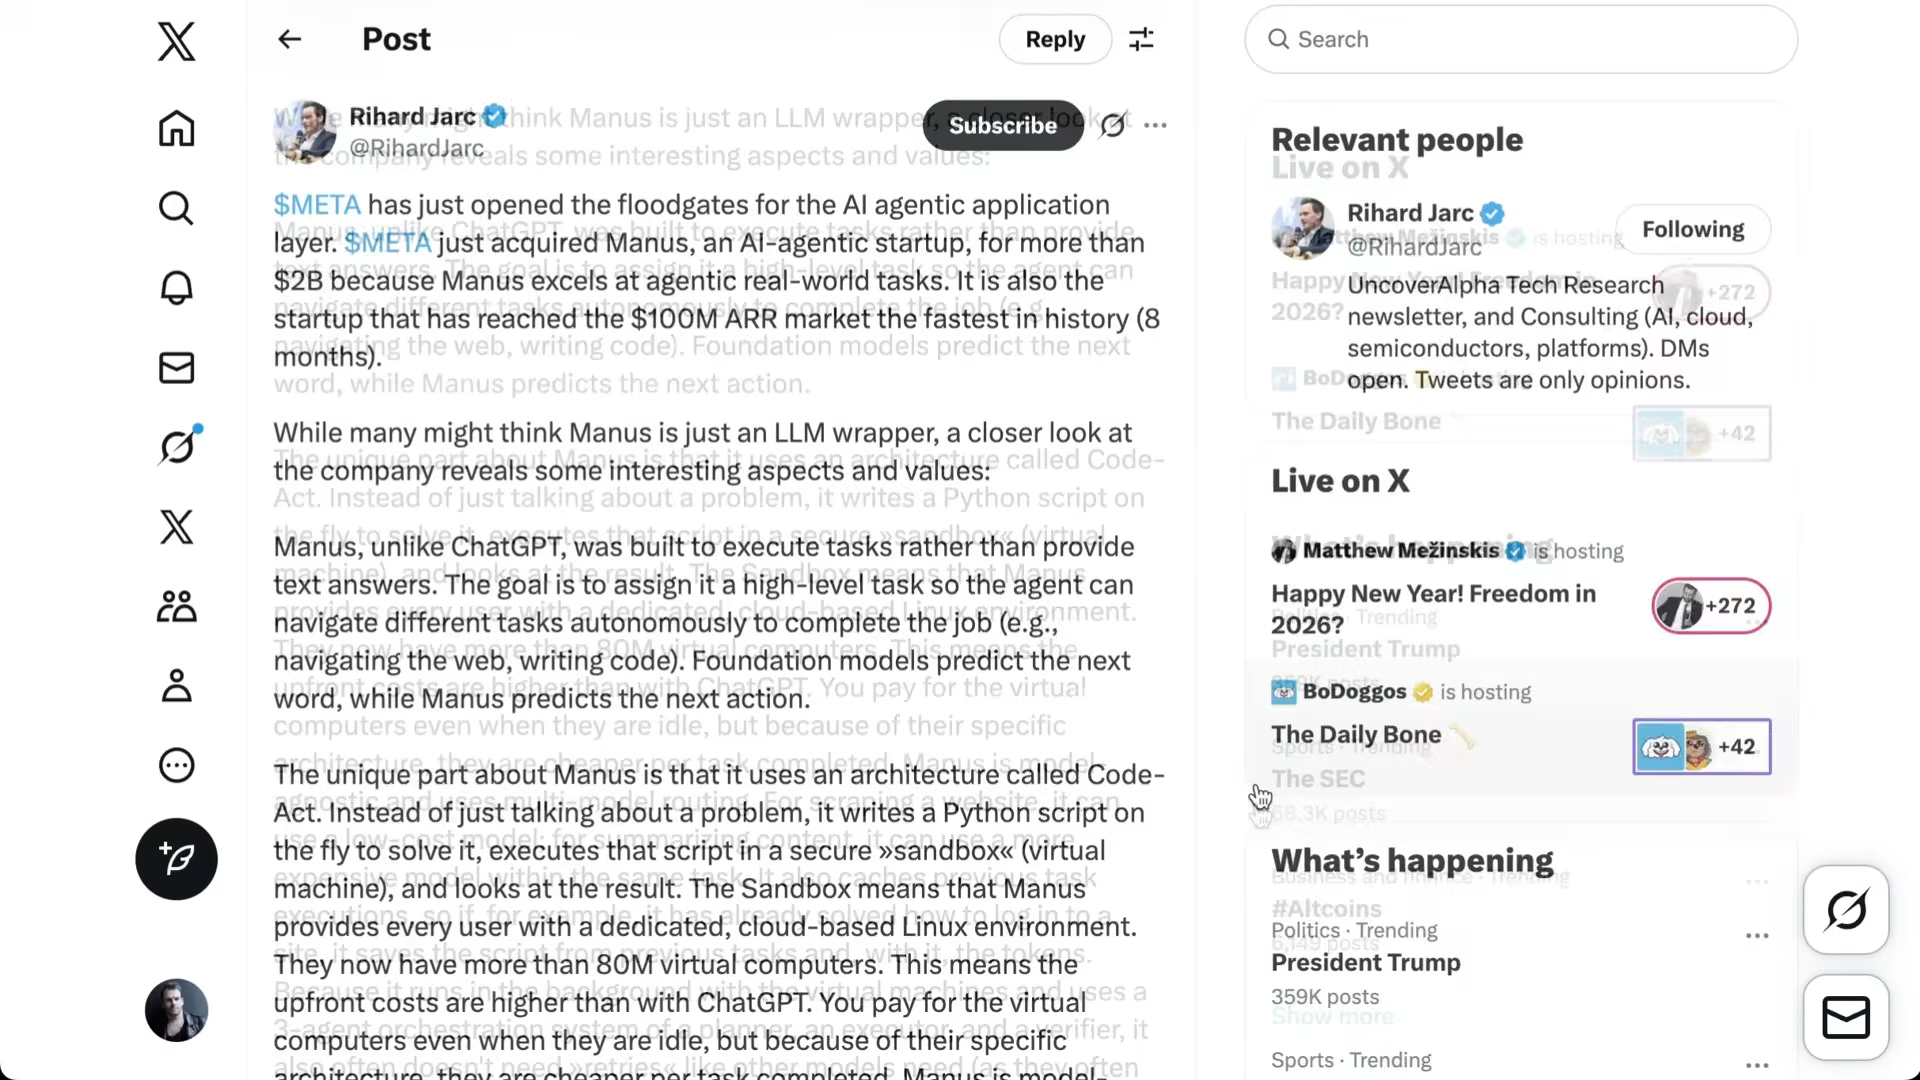 Post
Reply
Search
Rihard Jarc
@RihardJarc
Subscribe
$META has just opened the floodgates for the AI agentic application
layer. $META just acquired Manus, an AI-agentic startup, for more than
$2B because Manus excels at agentic real-world tasks. It is also the
startup that has reached the $100M ARR market the fastest in history (8
months).
While many might think Manus is just an LLM wrapper, a closer look at
the company reveals some interesting aspects and values:
Manus, unlike ChatGPT, was built to execute tasks rather than provide
text answers. The goal is to assign it a high-level task so the agent can
navigate different tasks autonomously to complete the job (e.g.,
navigating the web, writing code). Foundation models predict the next
word, while Manus predicts the next action.
The unique part about Manus is that it uses an architecture called Code-
Act. Instead of just talking about a problem, it writes a Python script on
the fly to solve it, executes that script in a secure »sandbox« (virtual
machine), and looks at the result. The Sandbox means that Manus
provides every user with a dedicated, cloud-based Linux environment.
They now have more than 80M virtual computers. This means the
upfront costs are higher than with ChatGPT. You pay for the virtual
computers even when they are idle, but because of their specific
architecture, they are cheaper per task completed. Manus is model-
Relevant people
Rihard Jarc
@RihardJarc
Following
UncoverAlpha Tech Research
newsletter, and Consulting (AI, cloud,
semiconductors, platforms). DMs
open. Tweets are only opinions.
Live on X
Matthew Mežinskis is hosting
Happy New Year! Freedom in
2026?
+272
BoDoggos is hosting
The Daily Bone
+42
What's happening
Politics · Trending
President Trump
359K posts
Sports · Trending